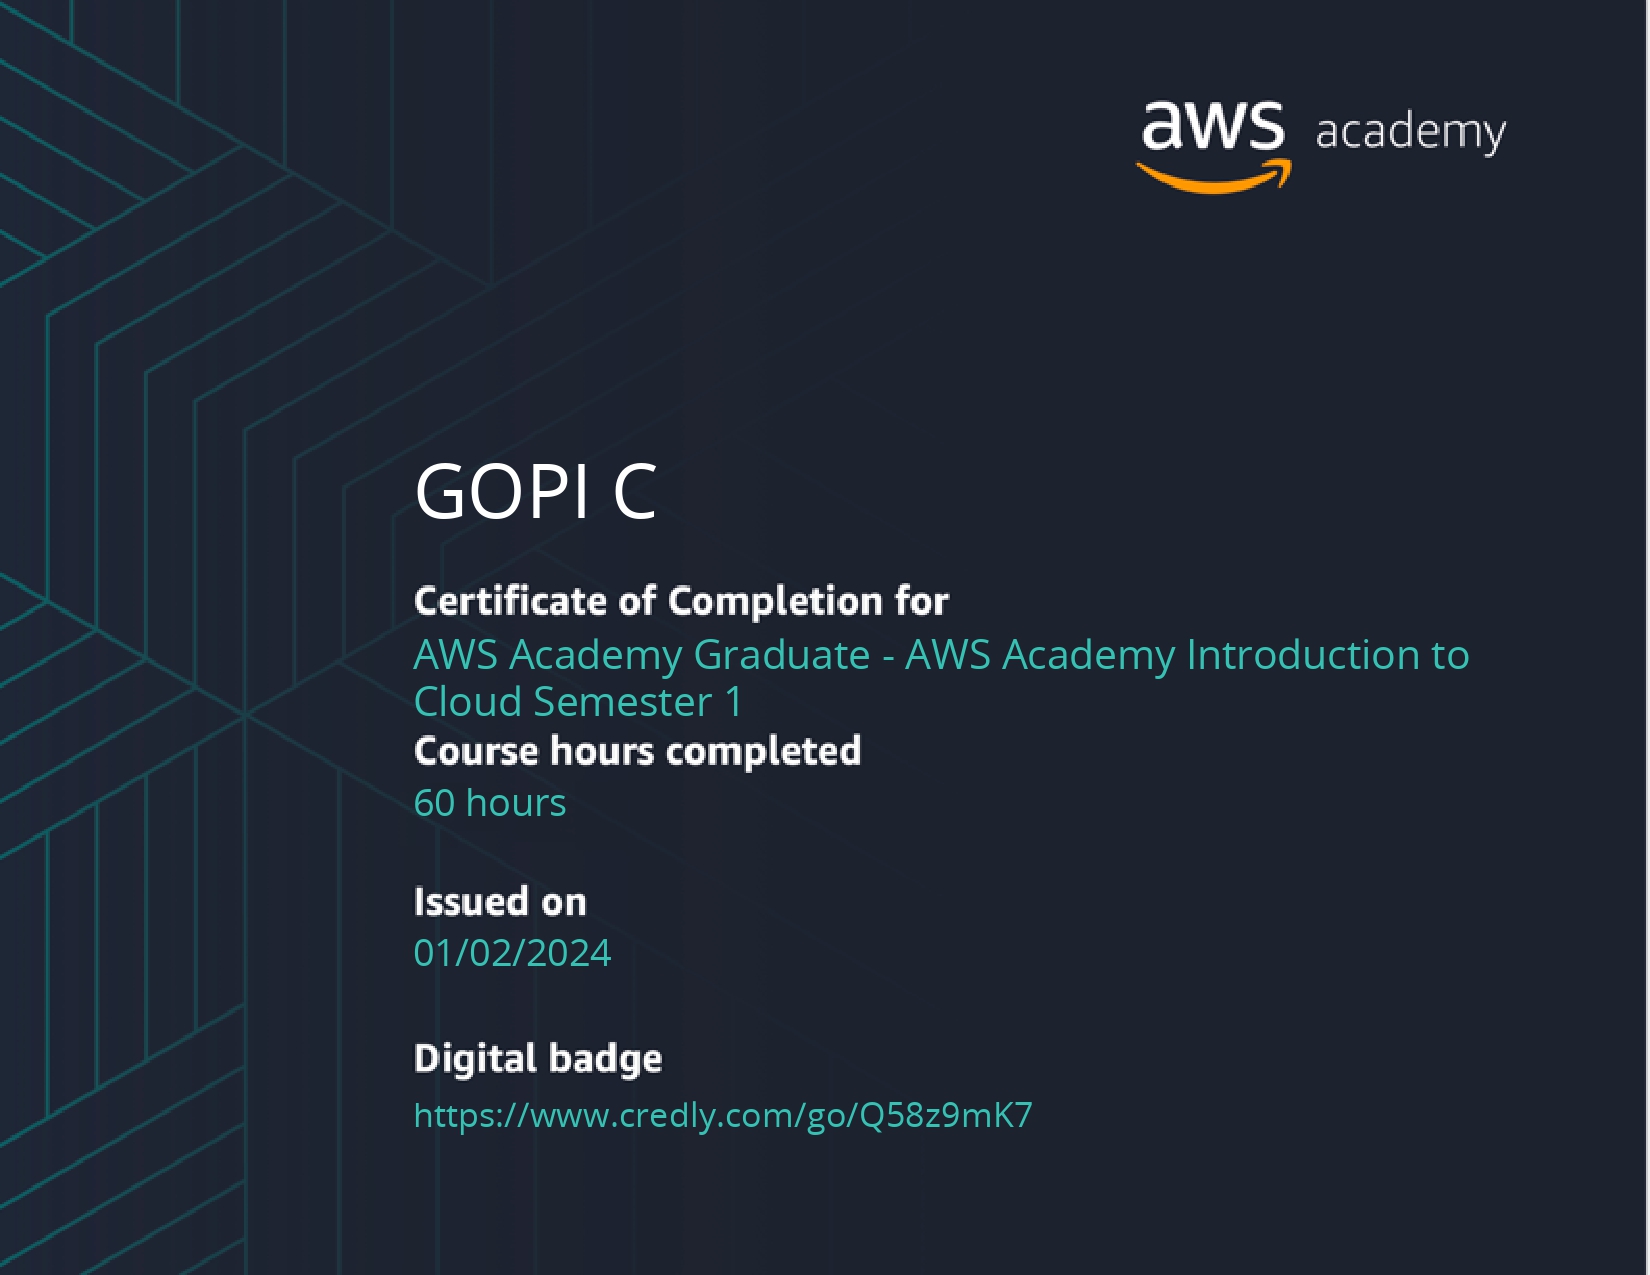 aws academy
GOPI C
Certificate of Completion for
AWS Academy Graduate - AWS Academy Introduction to
Cloud Semester 1
Course hours completed
60 hours
Issued on
01/02/2024
Digital badge
https://www.credly.com/go/Q58z9mK7